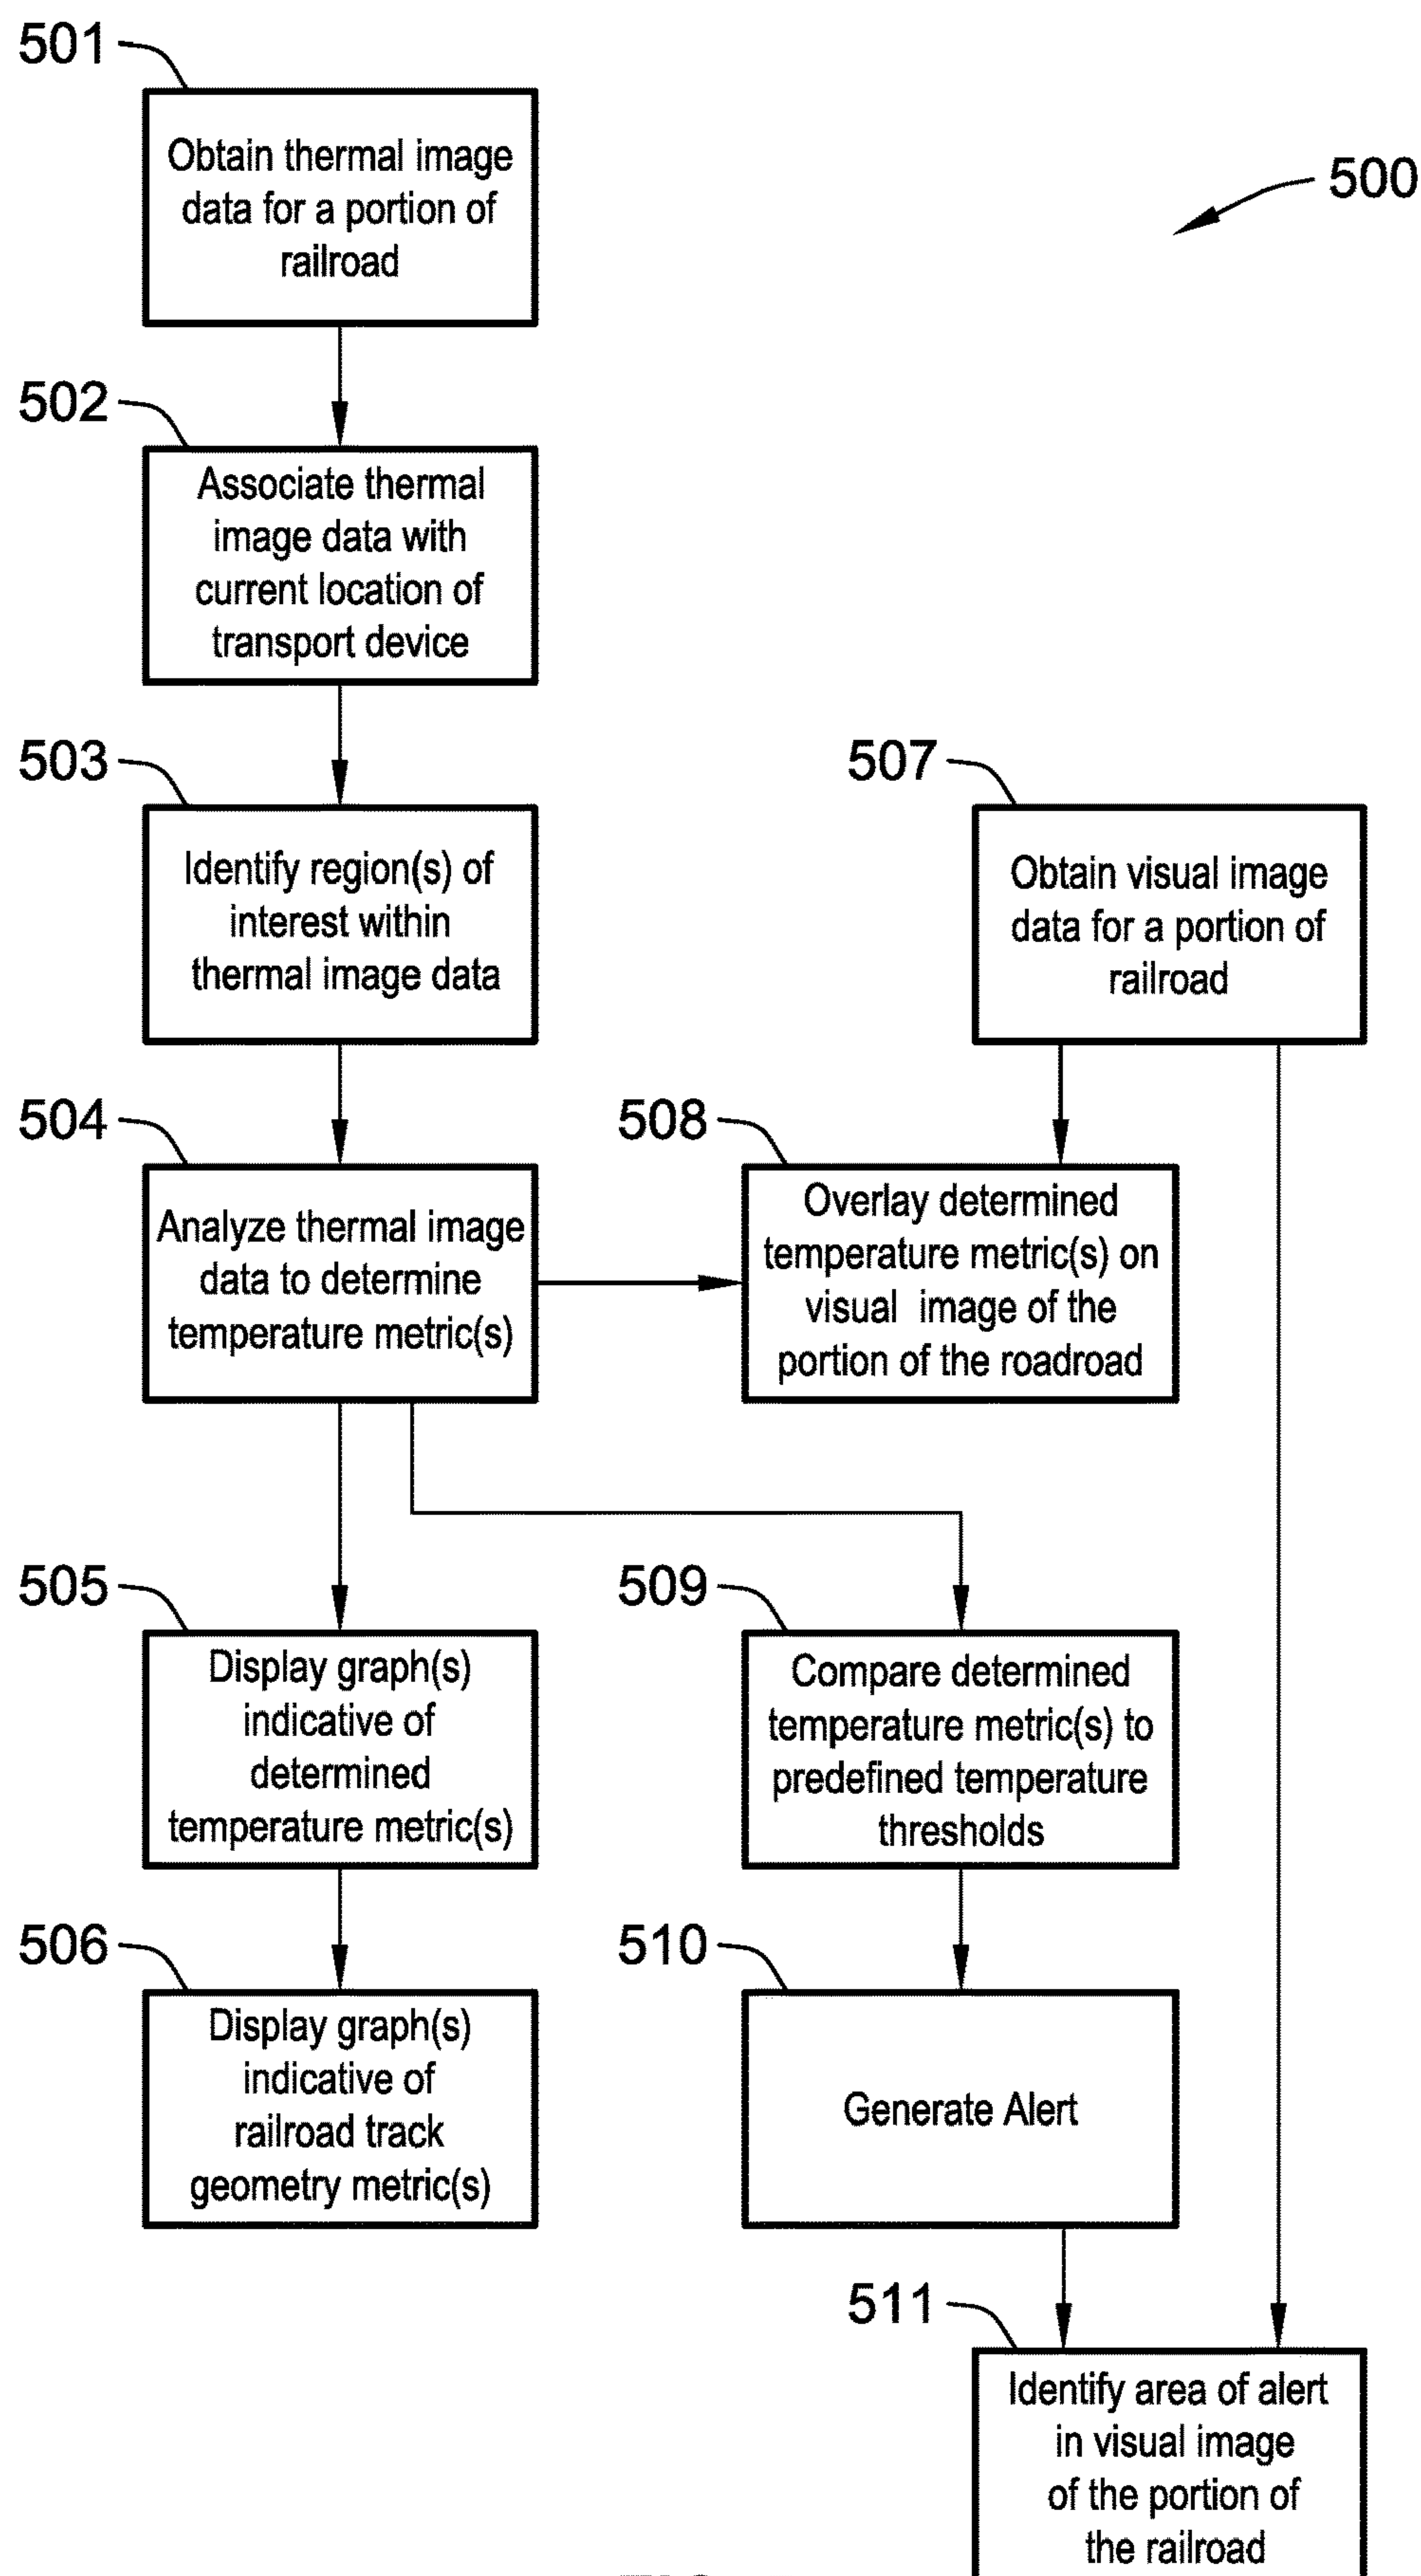 501
Obtain thermal image
data for a portion of
railroad
500
502
Associate thermal
image data with
current location of
transport device
503
Identify region(s) of
interest within
thermal image data
507
Obtain visual image
data for a portion of
railroad
504
Analyze thermal image
data to determine
temperature metric(s)
508
Overlay determined
temperature metric(s) on
visual image of the
portion of the roadroad
505
Display graph(s)
indicative of
determined
temperature metric(s)
509
Compare determined
temperature metric(s) to
predefined temperature
thresholds
506
Display graph(s)
indicative of
railroad track
geometry metric(s)
510
Generate Alert
511
Identify area of alert
in visual image
of the portion of
the railroad